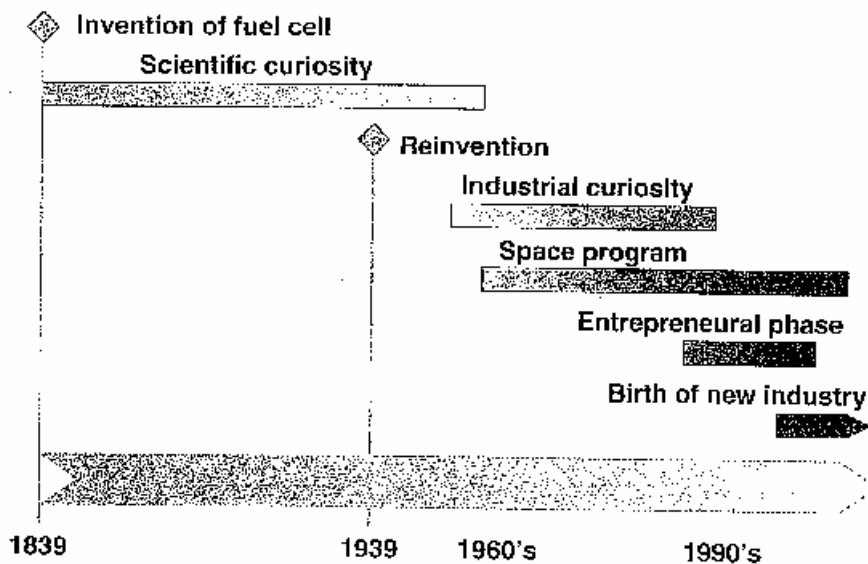 Invention of fuel cell
Scientific curiosity
Reinvention
Industrial curiosity
Space program
Entrepreneural phase
Birth of new industry
1839
1939
1960's
1990's